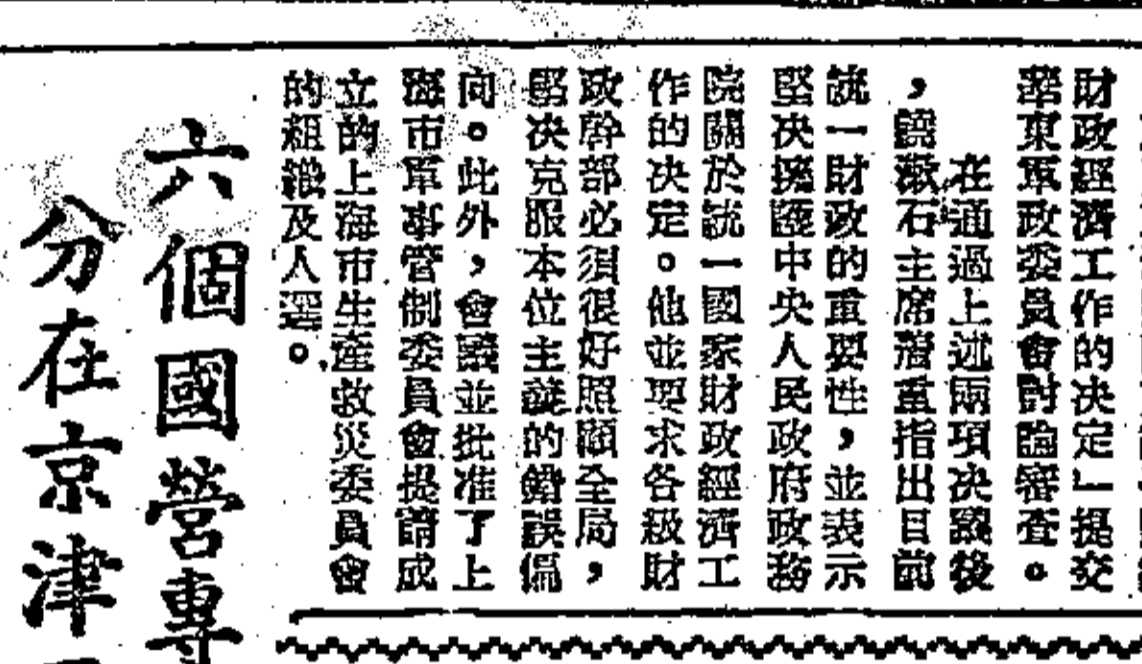 財政經濟工作的决定」提交
華東軍政委員會討論審查。
在通過上述兩項决議後
，饒漱石主席着重指出目前
統一財政的重要性，並表示
堅决擁護中央人民政府政務
院關於統一國家財政經濟工
作的决定。他並要求各級財
政幹部必須很好照顧全局，
堅决克服本位主義的錯誤偏
向。此外，會議並批准了上
海市軍事管制委員會提請成
立的上海市生產救災委員會
的組織及人選。
六個國營專
分在京津